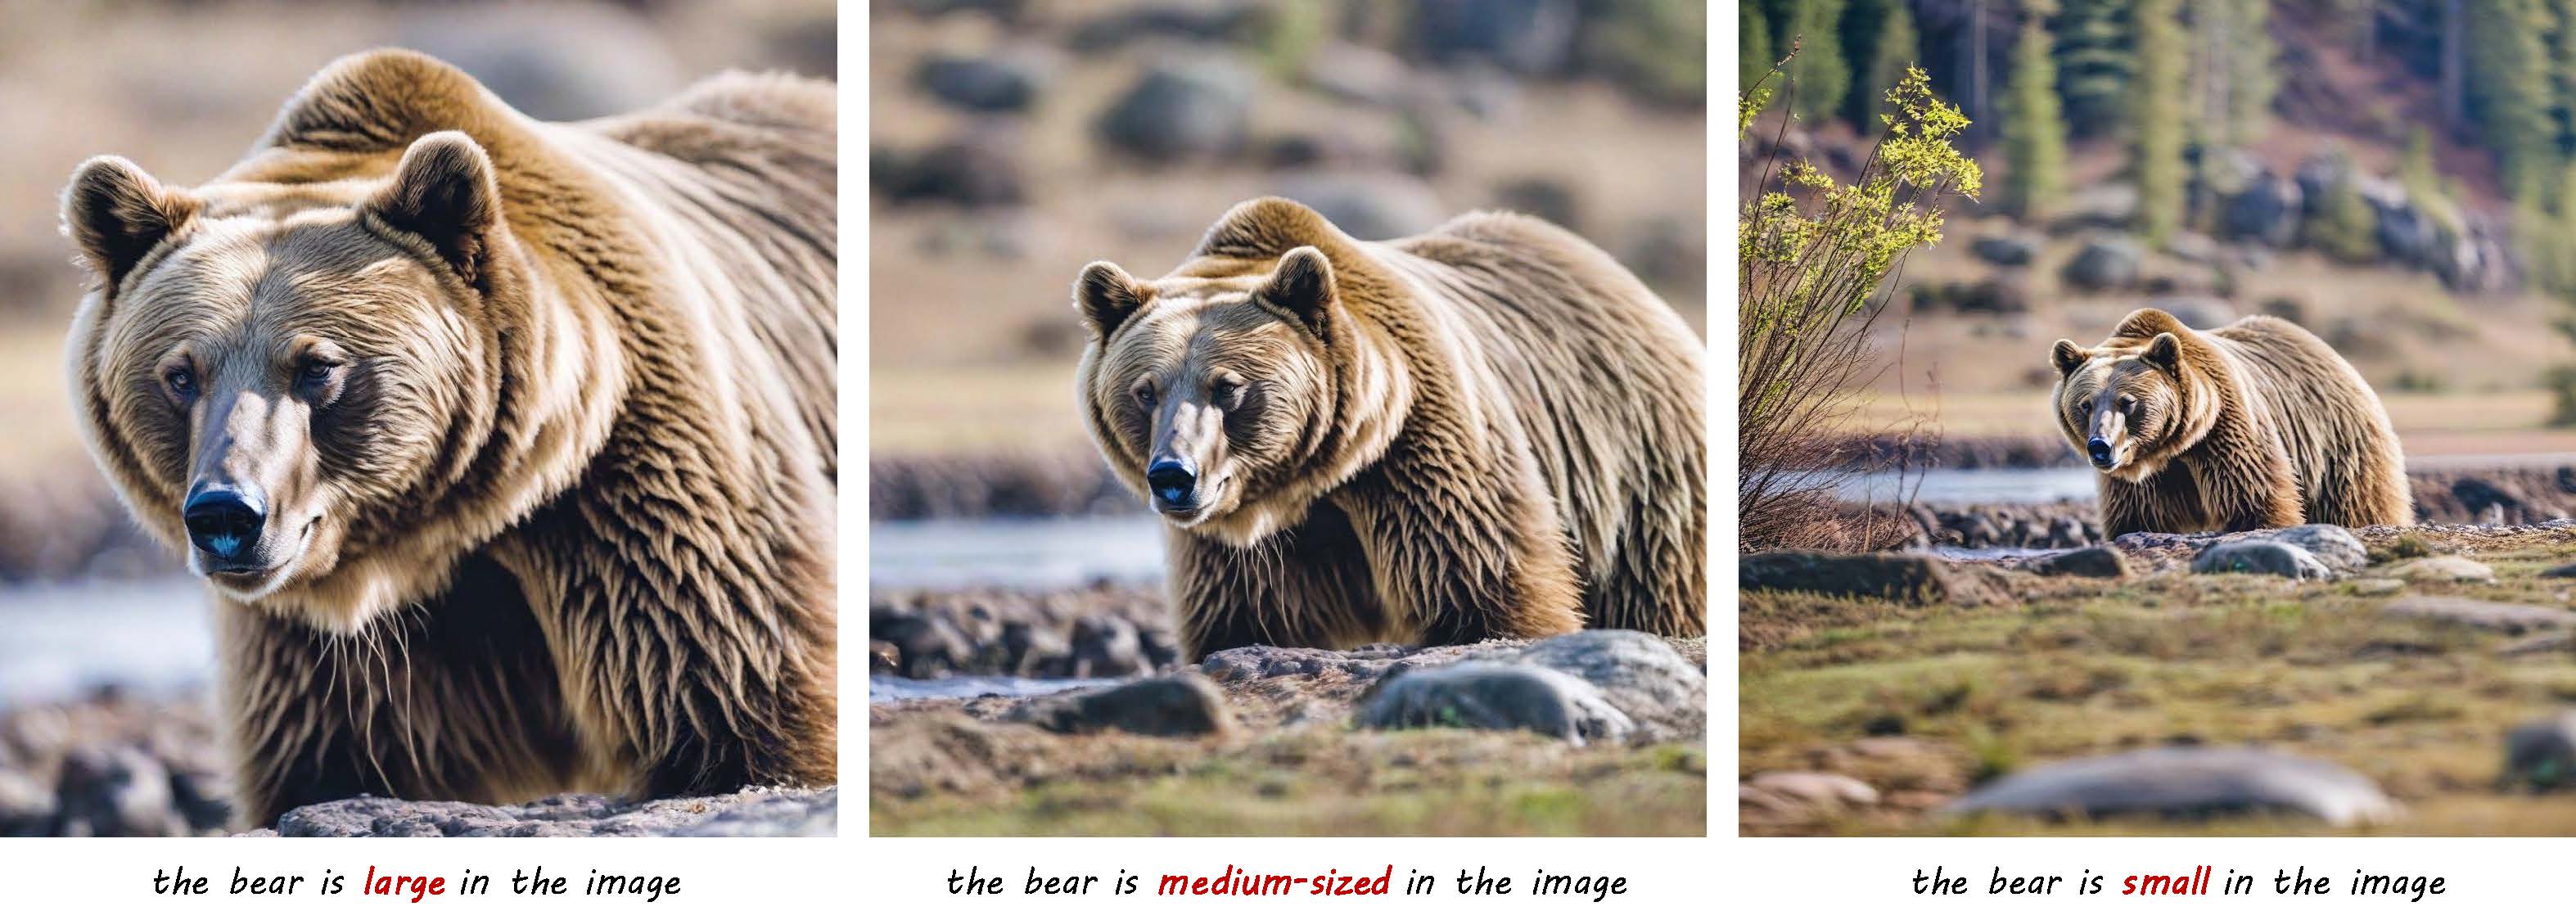 the bear is large in the image
the bear is medium-sized in the image
the bear is small in the image